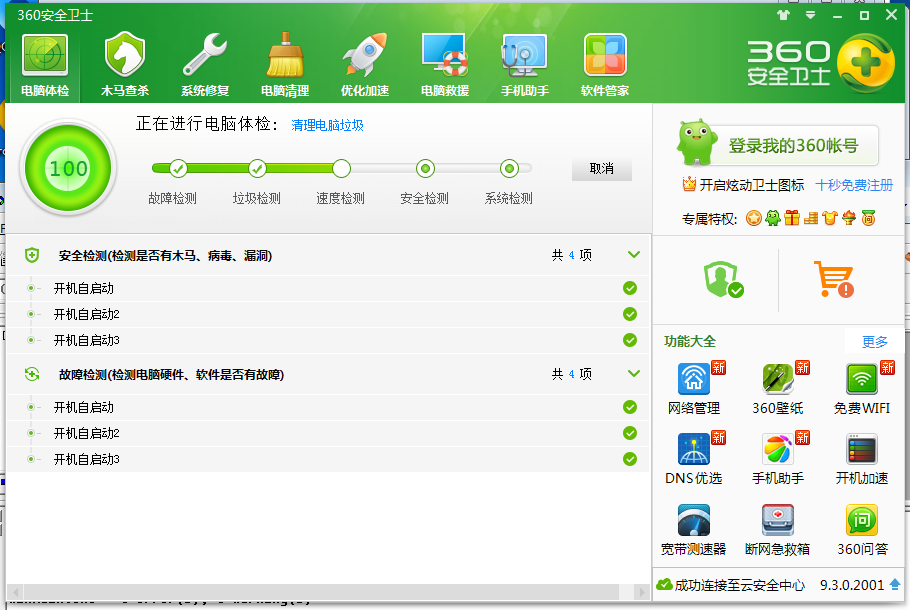 360安全卫士
电脑体检 木马查杀 系统修复 电脑清理 优化加速 电脑救援 手机助手 软件管家
360
安全卫士
正在进行电脑体检： 清理电脑垃圾
100
取消
故障检测 垃圾检测 速度检测 安全检测 系统检测
安全检测(检测是否有木马、病毒、漏洞) 共 4 项
开机自启动
开机自启动2
开机自启动3
故障检测(检测电脑硬件、软件是否有故障) 共 4 项
开机自启动
开机自启动2
开机自启动3
登录我的360帐号
开启炫动卫士图标 十秒免费注册
专属特权:
功能大全 更多
新 新 新
网络管理 360壁纸 免费WIFI
新 新
DNS优选 手机助手 开机加速
问
宽带测速器 断网急救箱 360问答
成功连接至云安全中心 9.3.0.2001